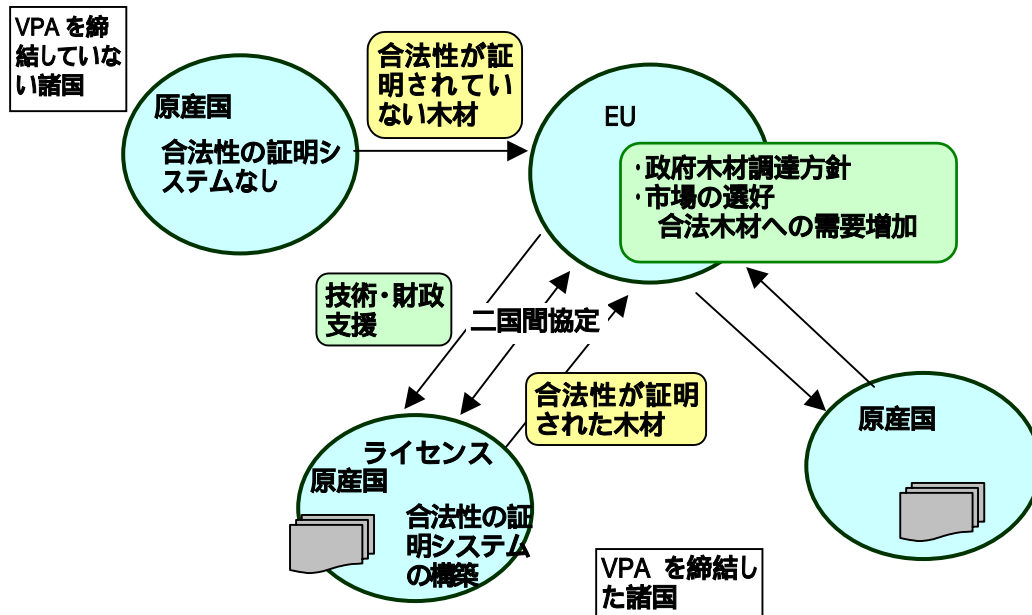 VPA を締
結していな
い諸国
原産国
合法性の証明シ
ステムなし
合法性が証
明されてい
ない木材
EU
・政府木材調達方針
・市場の選好
合法木材への需要増加
技術・財政
支援
二国間協定
合法性が証明
された木材
ライセンス
原産国
合法性の証
明システム
の構築
原産国
VPA を締結し
た諸国